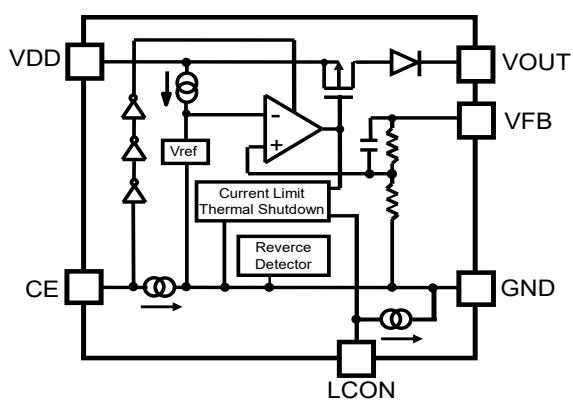 VDD
VOUT
VFB
−
+
Vref
Current Limit
Thermal Shutdown
Reverce
Detector
CE
GND
LCON